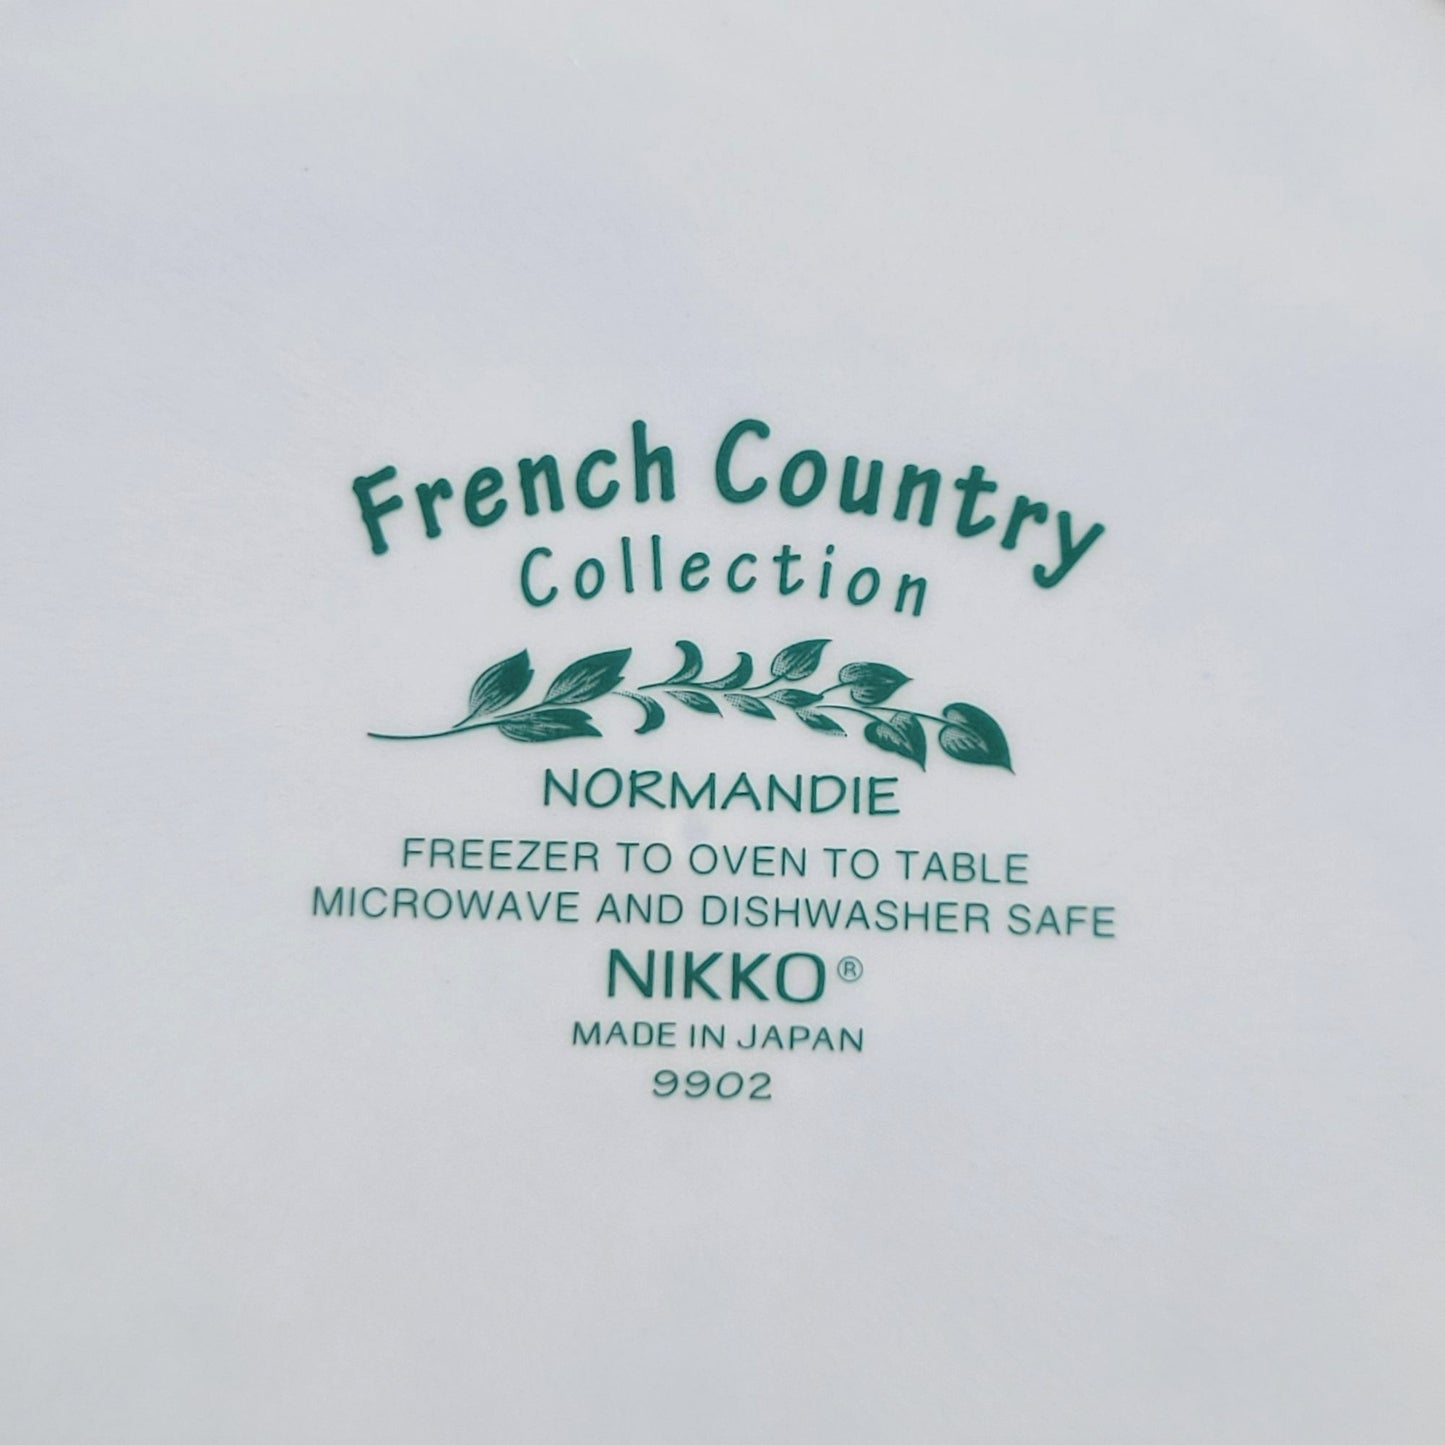 French Country
Collection
NORMANDIE
FREEZER TO OVEN TO TABLE
MICROWAVE AND DISHWASHER SAFE
NIKKO®
MADE IN JAPAN
9902